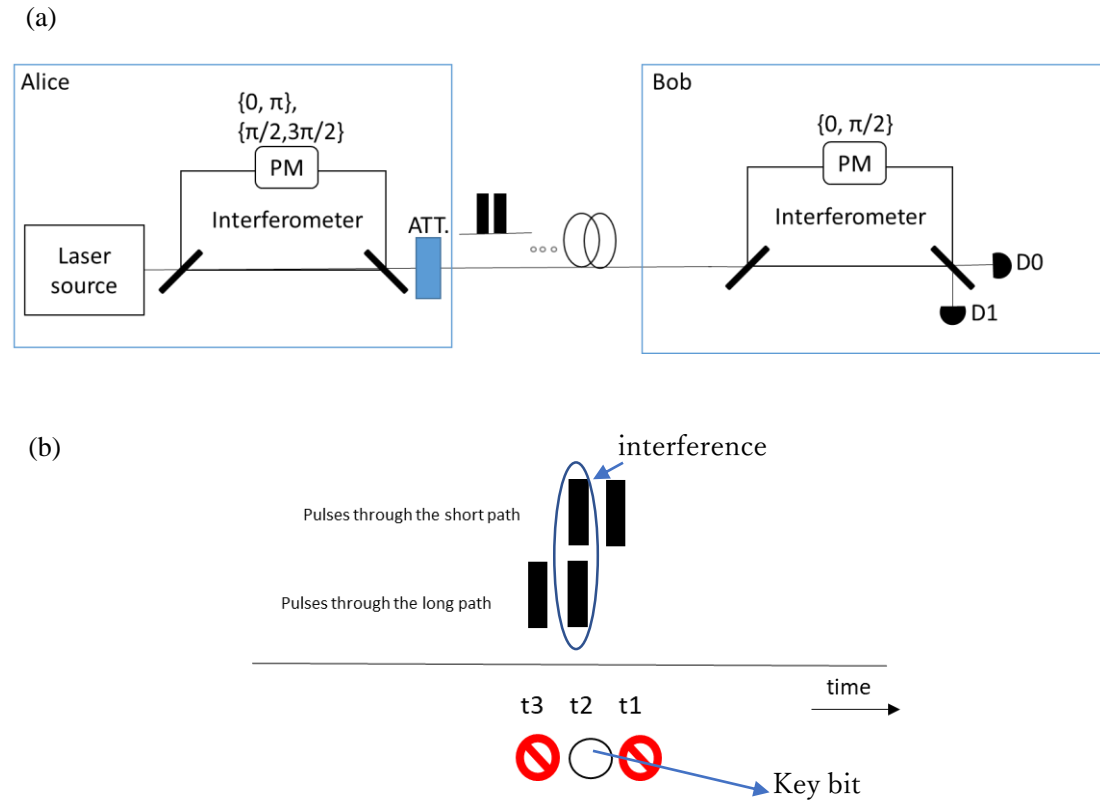 (a)
Alice
{0, π},
{π/2,3π/2}
PM
Interferometer
Laser
source
ATT.
Bob
{0, π/2}
PM
Interferometer
D0
D1
(b)
interference
Pulses through the short path
Pulses through the long path
time
t3 t2 t1
Key bit